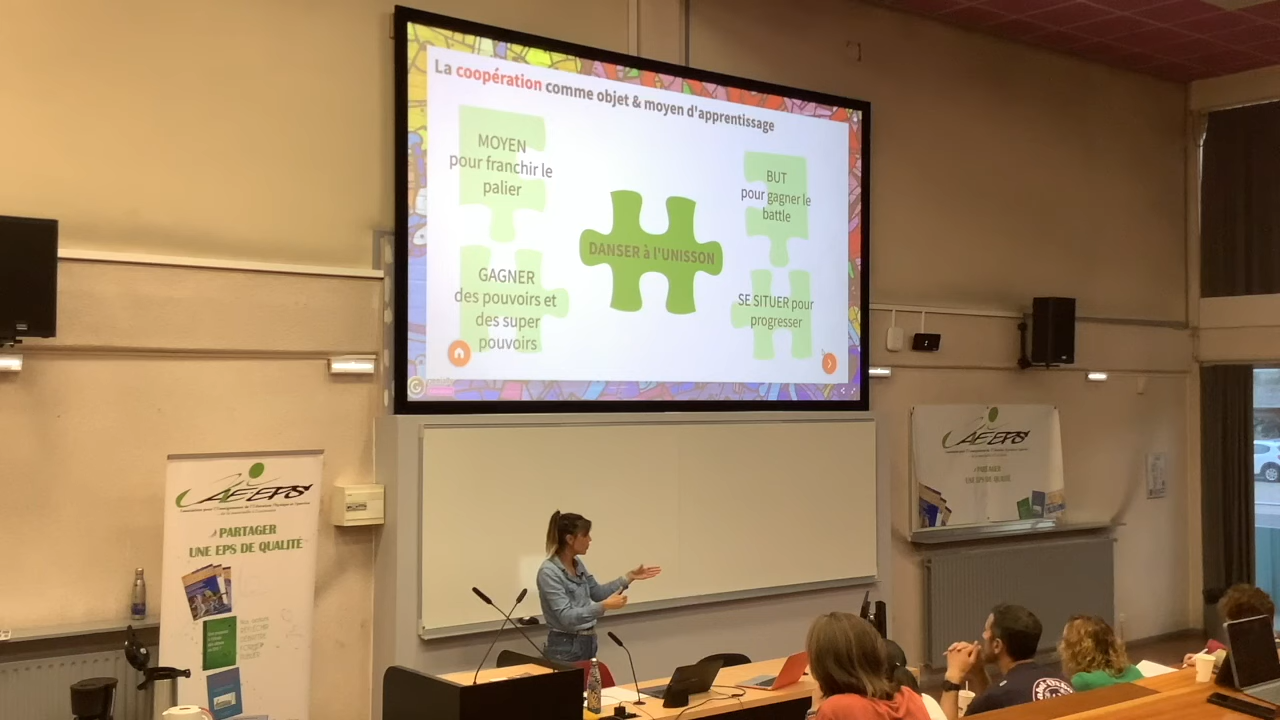 La coopération comme objet & moyen d'apprentissage
MOYEN
pour franchir le
palier
BUT
pour gagner le
battle
DANSER à l'UNISSON
GAGNER
des pouvoirs et
des super
pouvoirs
SE SITUER pour
progresser
AEEPS
PARTAGER
UNE EPS DE QUALITÉ
AEEPS
PARTAGER
UNE EPS DE QUALITÉ